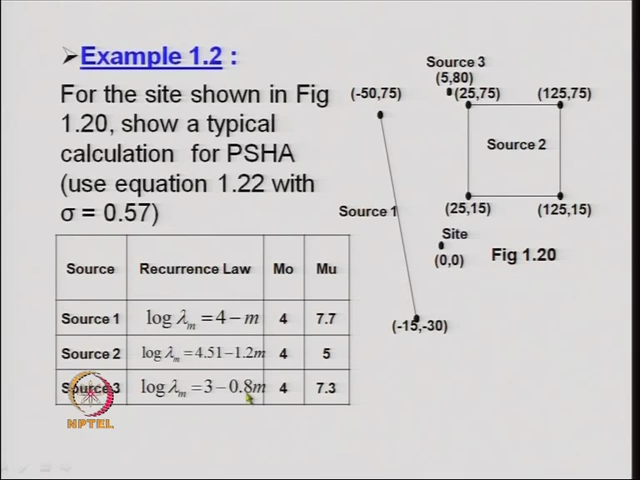 Example 1.2 :
For the site shown in Fig
1.20, show a typical
calculation for PSHA
(use equation 1.22 with
σ = 0.57)
Source Recurrence Law Mo Mu
Source 1 log λm = 4 − m 4 7.7
Source 2 log λm = 4.51 − 1.2m 4 5
Source 3 log λm = 3 − 0.8m 4 7.3
NPTEL
Source 3
(5,80)
(-50,75)
(25,75)
(125,75)
Source 2
Source 1
(25,15)
(125,15)
Site
(0,0)
Fig 1.20
(-15,-30)